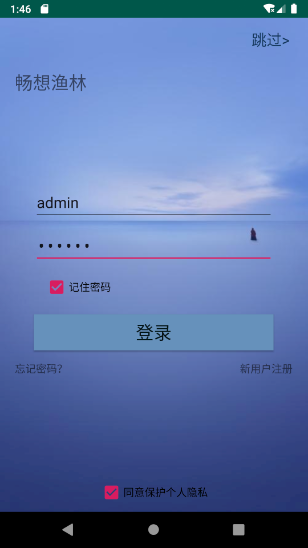 1:46
跳过>
畅想渔林
admin
••••••
记住密码
登录
忘记密码?
新用户注册
同意保护个人隐私